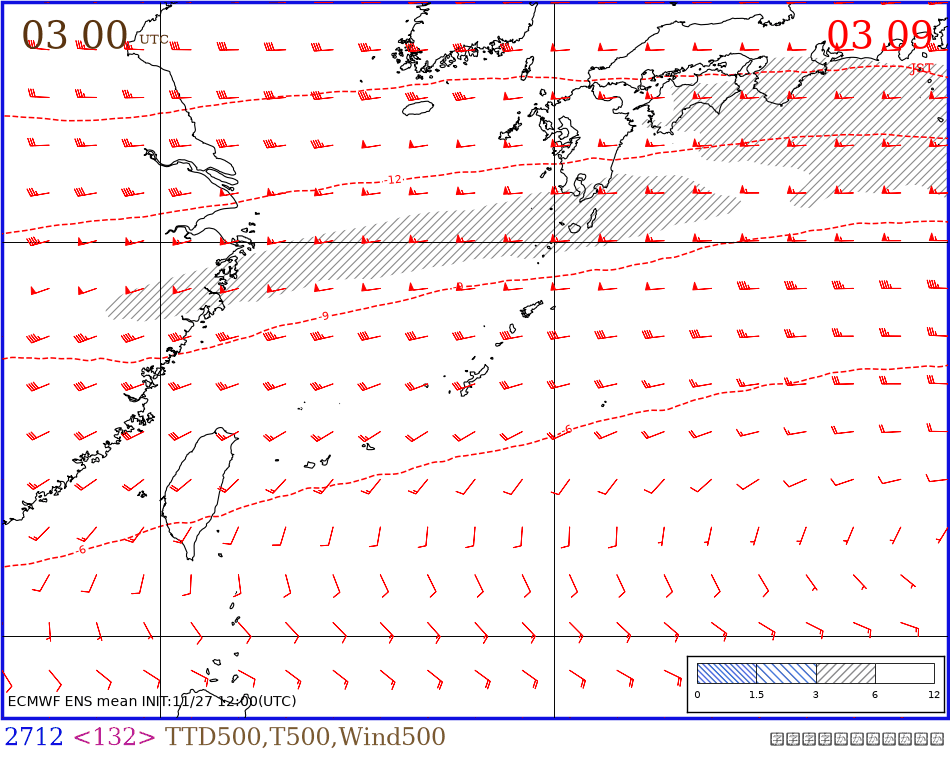 03.00 UTC
03.09 JST
-12
-9
-9
-6
-6
ECMWF ENS mean INIT:11/27 12:00(UTC)
0 1.5 3 6 12
2712 <132> TTD500,T500,Wind500